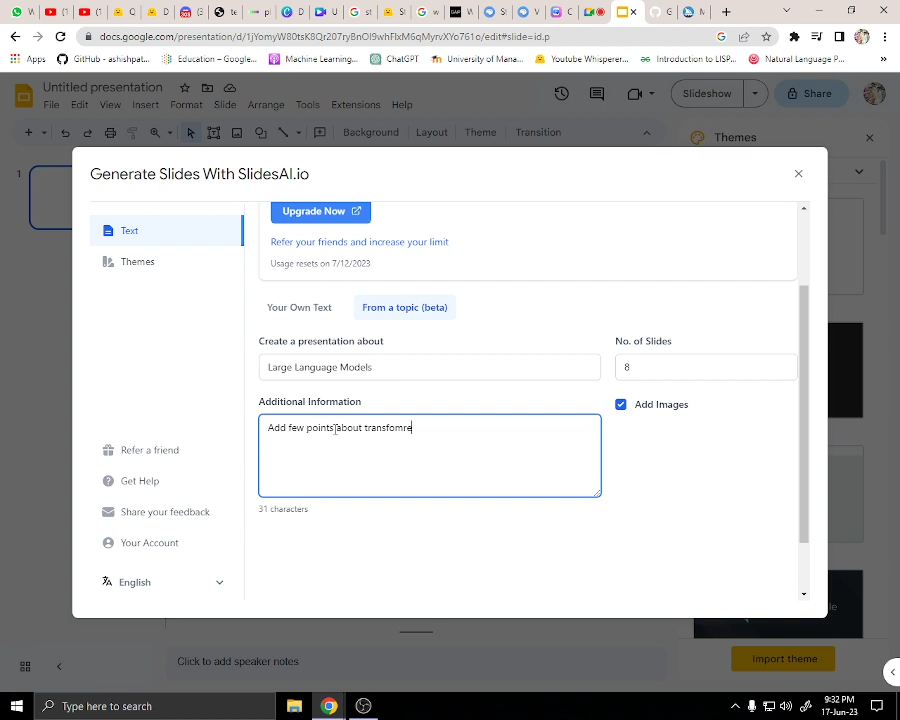 docs.google.com/presentation/d/1jYomyW80tsK8Qr207ryBnOI9whFlxM6qMyrvXYo761o/edit#slide=id.p
Apps
GitHub - ashishpat...
Education – Google...
Machine Learning...
ChatGPT
University of Mana...
Youtube Whisperer...
Introduction to LISP...
Natural Language P...
Untitled presentation
File Edit View Insert Format Slide Arrange Tools Extensions Help
Slideshow
Share
Background
Layout
Theme
Transition
Themes
1
Generate Slides With SlidesAI.io
Text
Themes
Upgrade Now
Refer your friends and increase your limit
Usage resets on 7/12/2023
Your Own Text
From a topic (beta)
Create a presentation about
No. of Slides
Large Language Models
8
Additional Information
Add Images
Add few points about transfomre
31 characters
Refer a friend
Get Help
Share your feedback
Your Account
English
Click to add speaker notes
Import theme
Type here to search
9:32 PM
17-Jun-23